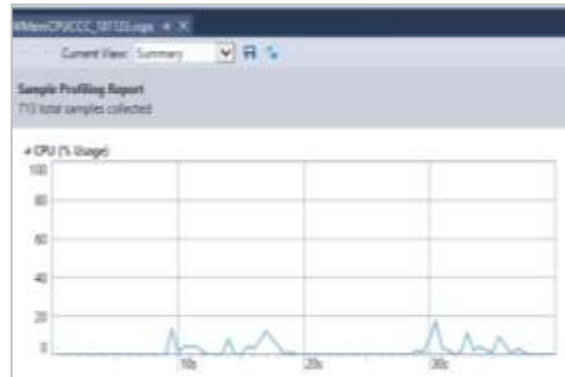 Current View: Summary
Sample Profiling Report
713 total samples collected
CPU (% Usage)
100
80
60
40
20
0
10s
20s
30s